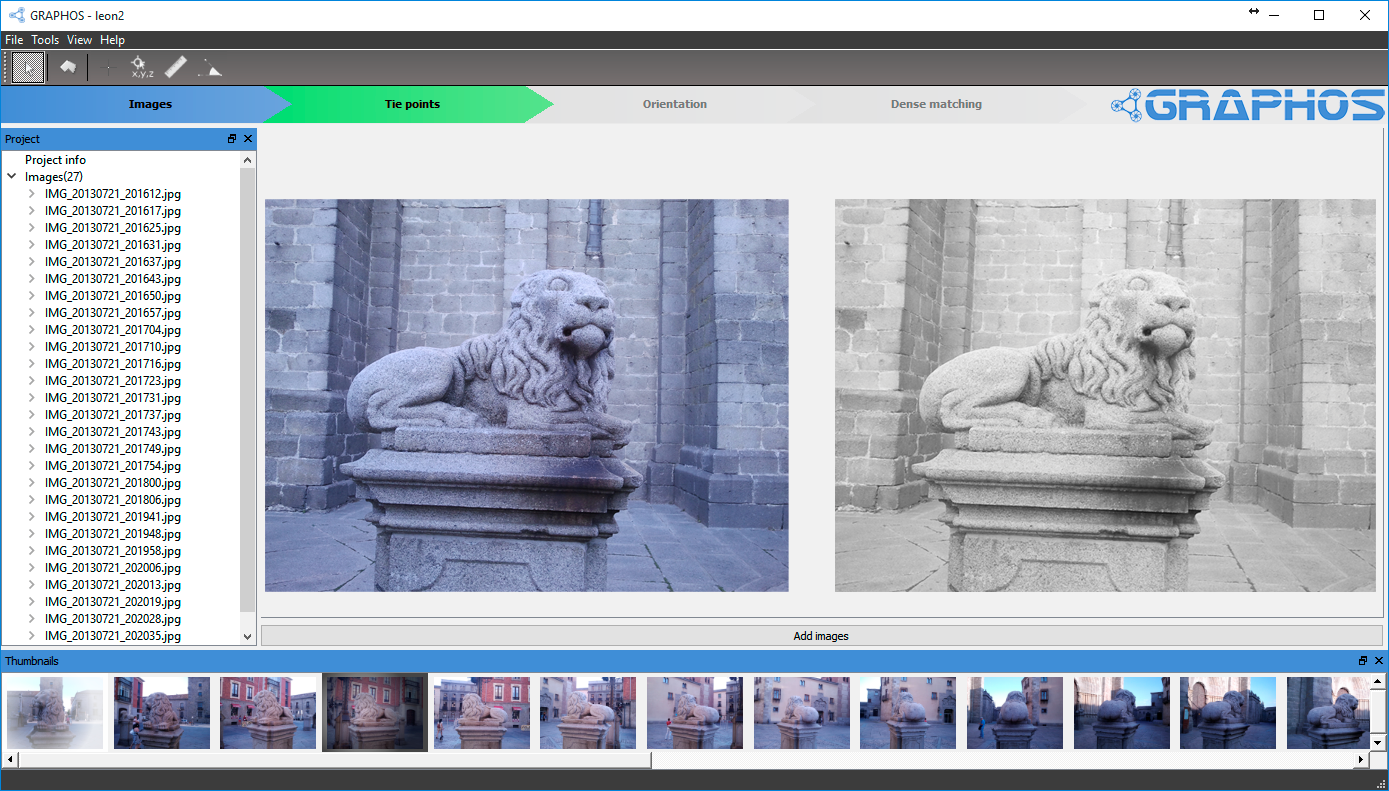 GRAPHOS - leon2
File Tools View Help
x,y,z
Images Tie points Orientation Dense matching GRAPHOS
Project
Project info
Images(27)
IMG_20130721_201612.jpg
IMG_20130721_201617.jpg
IMG_20130721_201625.jpg
IMG_20130721_201631.jpg
IMG_20130721_201637.jpg
IMG_20130721_201643.jpg
IMG_20130721_201650.jpg
IMG_20130721_201657.jpg
IMG_20130721_201704.jpg
IMG_20130721_201710.jpg
IMG_20130721_201716.jpg
IMG_20130721_201723.jpg
IMG_20130721_201731.jpg
IMG_20130721_201737.jpg
IMG_20130721_201743.jpg
IMG_20130721_201749.jpg
IMG_20130721_201754.jpg
IMG_20130721_201800.jpg
IMG_20130721_201806.jpg
IMG_20130721_201941.jpg
IMG_20130721_201948.jpg
IMG_20130721_201958.jpg
IMG_20130721_202006.jpg
IMG_20130721_202013.jpg
IMG_20130721_202019.jpg
IMG_20130721_202028.jpg
IMG_20130721_202035.jpg
Add images
Thumbnails